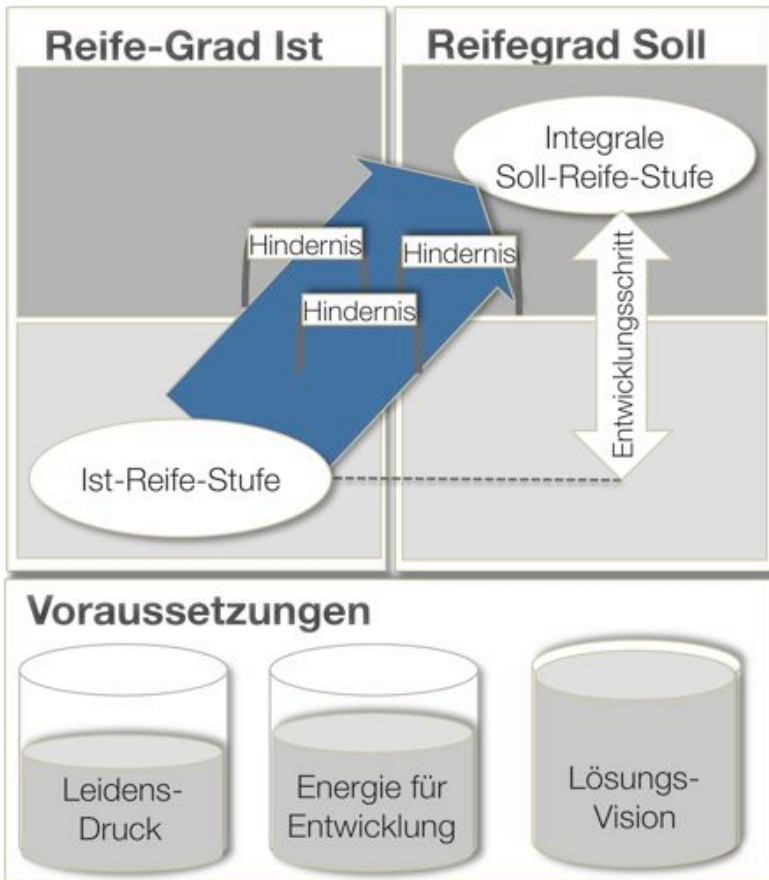 Reife-Grad Ist
Reifegrad Soll
Integrale
Soll-Reife-Stufe
Hindernis
Hindernis
Hindernis
Entwicklungsschritt
Ist-Reife-Stufe
Voraussetzungen
Leidens-
Druck
Energie für
Entwicklung
Lösungs-
Vision